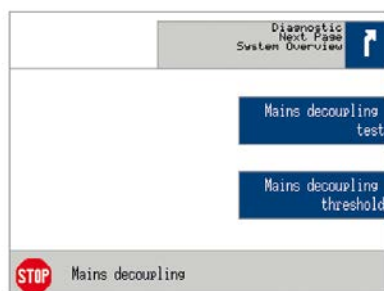 Diagnostic
Next Page
System Overview
Mains decoupling
test
Mains decoupling
threshold
STOP Mains decoupling